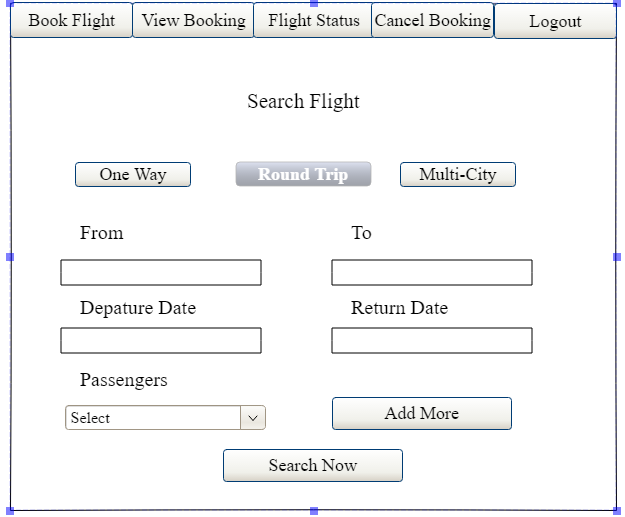 Book Flight View Booking Flight Status Cancel Booking Logout
Search Flight
One Way Round Trip Multi-City
From To
Depature Date Return Date
Passengers
Select Add More
Search Now